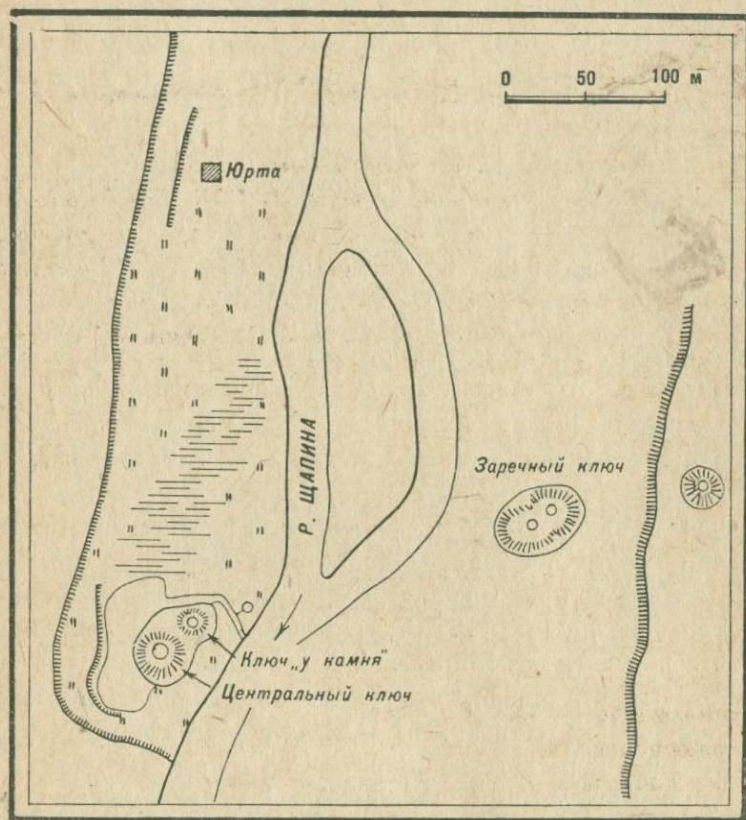 0 50 100 м
Юрта
Р. ЩАПИНА
Заречный ключ
Ключ „у камня"
Центральный ключ